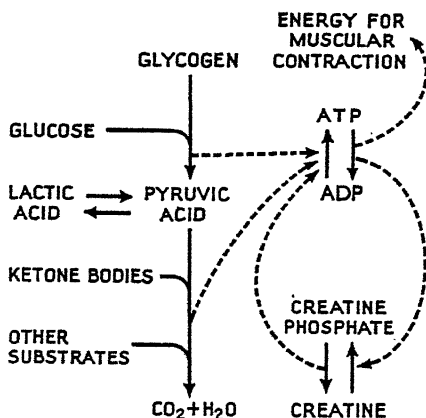 ENERGY FOR
MUSCULAR
CONTRACTION
GLYCOGEN
ATP
GLUCOSE
ADP
LACTIC
ACID
PYRUVIC
ACID
KETONE BODIES
CREATINE
PHOSPHATE
OTHER
SUBSTRATES
CO₂+H₂O
CREATINE